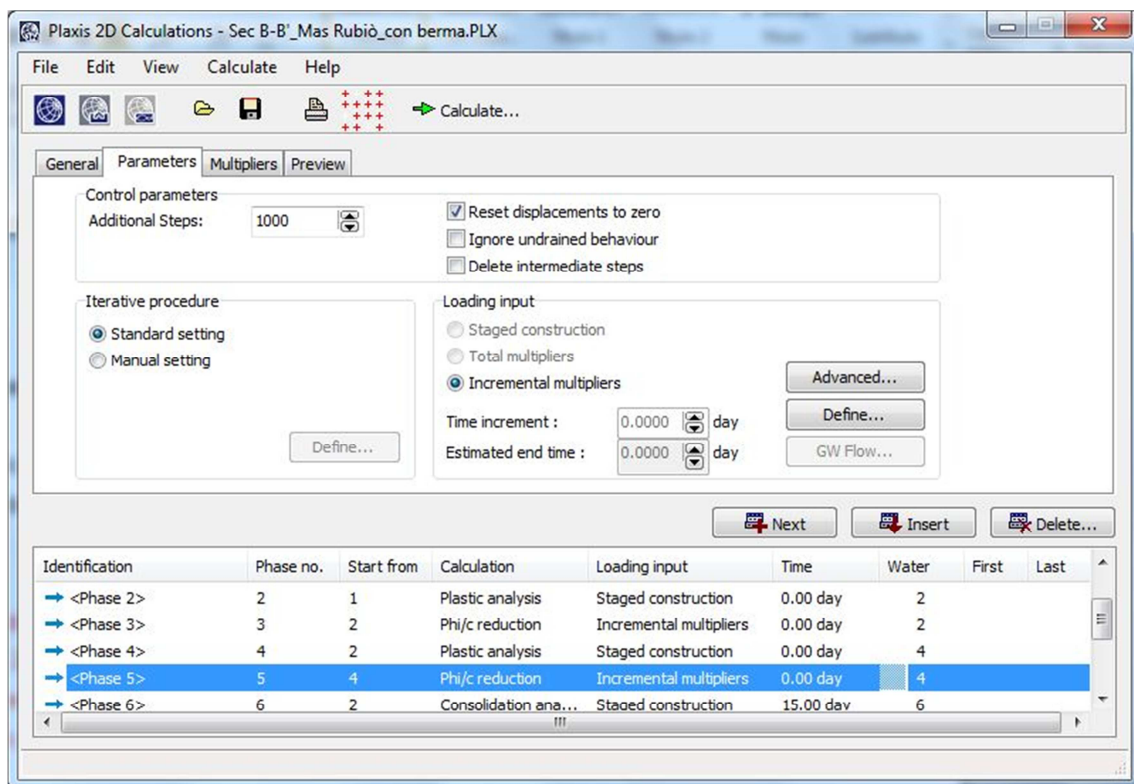 Plaxis 2D Calculations - Sec B-B'_Mas Rubiò_con berma.PLX
File Edit View Calculate Help
Calculate...
General Parameters Multipliers Preview
Control parameters
Additional Steps: 1000
Reset displacements to zero
Ignore undrained behaviour
Delete intermediate steps
Iterative procedure
Standard setting
Manual setting
Define...
Loading input
Staged construction
Total multipliers
Incremental multipliers
Time increment : 0.0000 day
Estimated end time : 0.0000 day
Advanced...
Define...
GW Flow...
Next Insert Delete...
Identification Phase no. Start from Calculation Loading input Time Water First Last
<Phase 2> 2 1 Plastic analysis Staged construction 0.00 day 2
<Phase 3> 3 2 Phi/c reduction Incremental multipliers 0.00 day 2
<Phase 4> 4 2 Plastic analysis Staged construction 0.00 day 4
<Phase 5> 5 4 Phi/c reduction Incremental multipliers 0.00 day 4
<Phase 6> 6 2 Consolidation ana... Staged construction 15.00 day 6